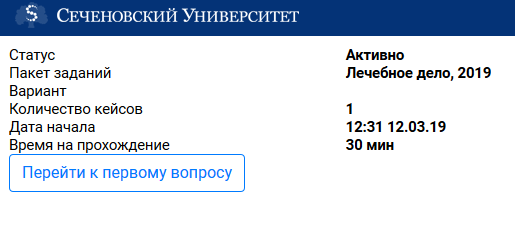 Сеченовский Университет
Статус Активно
Пакет заданий Лечебное дело, 2019
Вариант
Количество кейсов 1
Дата начала 12:31 12.03.19
Время на прохождение 30 мин
Перейти к первому вопросу